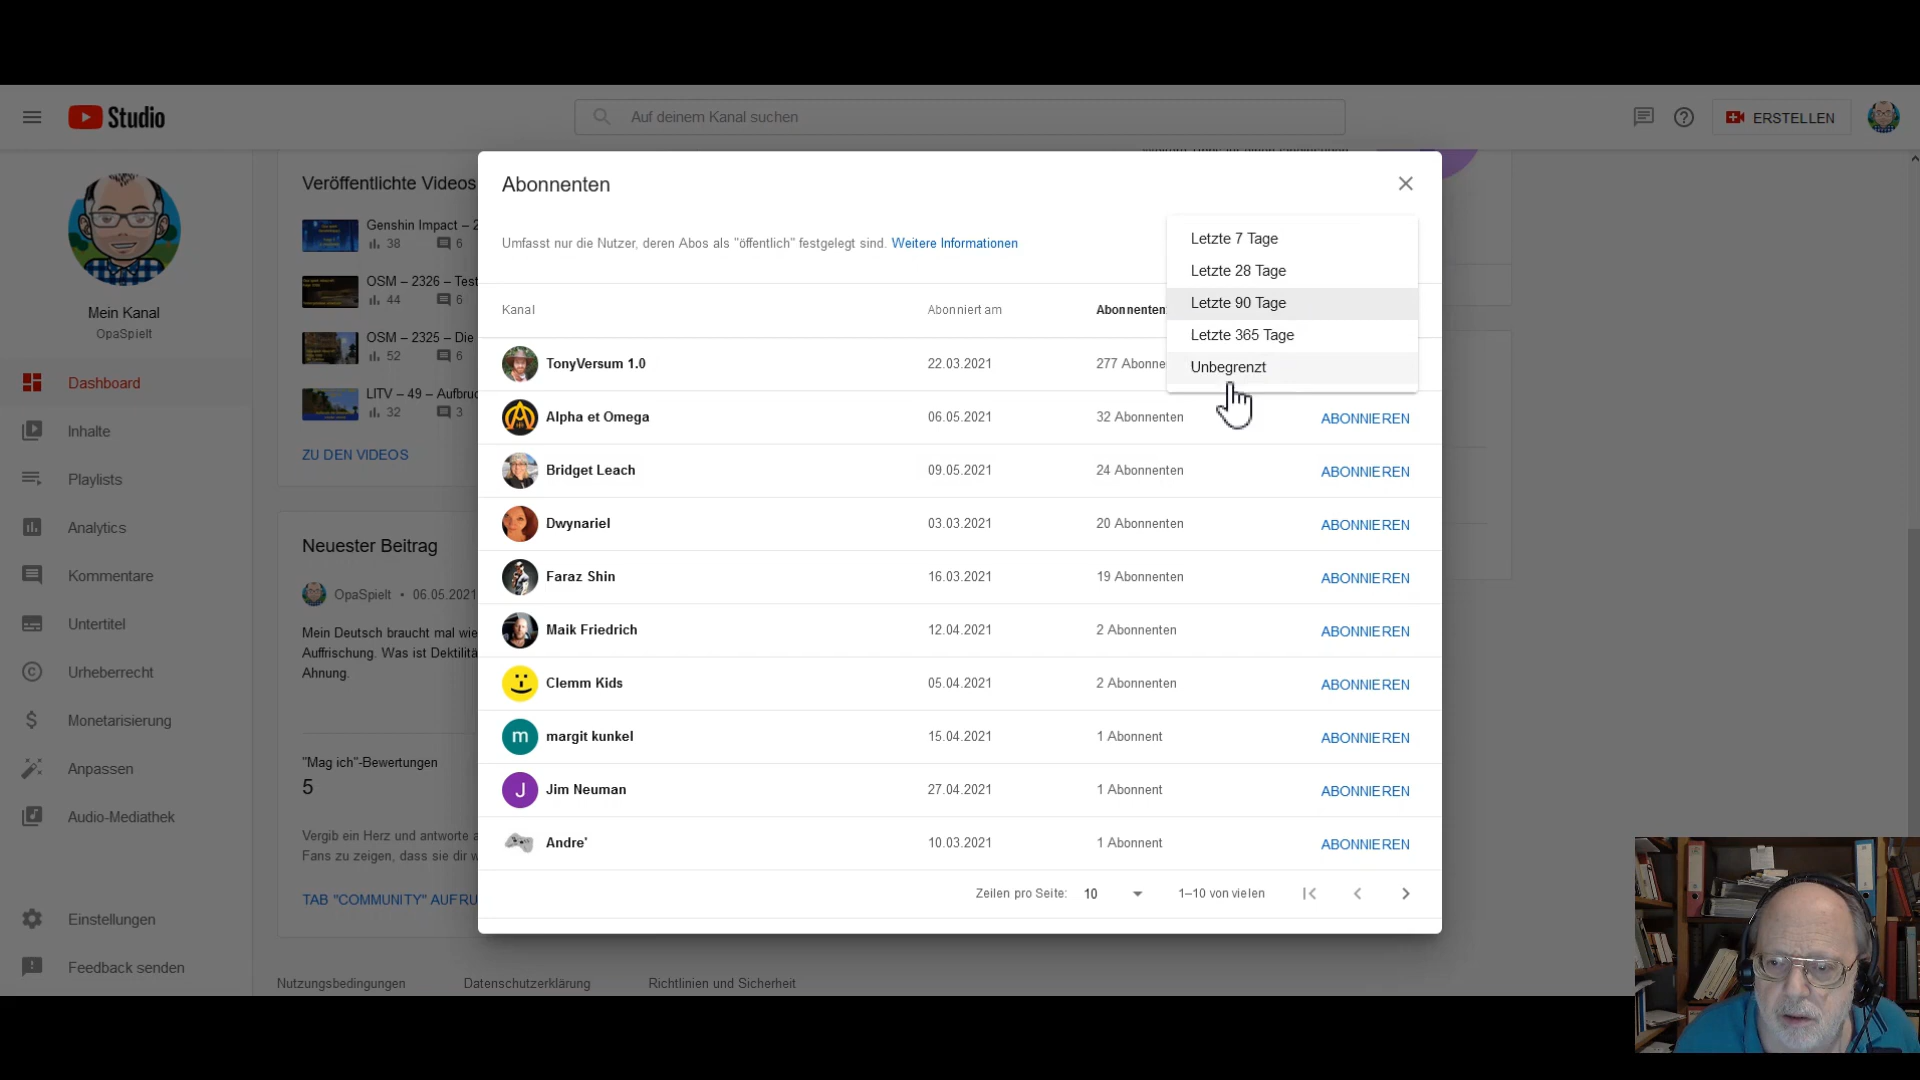 Studio
Auf deinem Kanal suchen
ERSTELLEN
Mein Kanal
OpaSpielt
Dashboard
Inhalte
Playlists
Analytics
Kommentare
Untertitel
Urheberrecht
Monetarisierung
Anpassen
Audio-Mediathek
Einstellungen
Feedback senden
Veröffentlichte Videos
Genshin Impact – 2
38 6
OSM – 2326 – Test
44 6
OSM – 2325 – Die
52 6
LITV – 49 – Aufbruc
32 3
ZU DEN VIDEOS
Neuester Beitrag
OpaSpielt • 06.05.2021
Mein Deutsch braucht mal wie
Auffrischung. Was ist Dektilitä
Ahnung.
"Mag ich"-Bewertungen
5
Vergib ein Herz und antworte a
Fans zu zeigen, dass sie dir w
TAB "COMMUNITY" AUFRU
Nutzungsbedingungen Datenschutzerklärung Richtlinien und Sicherheit
Abonnenten
Umfasst nur die Nutzer, deren Abos als "öffentlich" festgelegt sind. Weitere Informationen
Letzte 7 Tage
Letzte 28 Tage
Letzte 90 Tage
Letzte 365 Tage
Unbegrenzt
Kanal Abonniert am Abonnenten
TonyVersum 1.0 22.03.2021 277 Abonne
Alpha et Omega 06.05.2021 32 Abonnenten ABONNIEREN
Bridget Leach 09.05.2021 24 Abonnenten ABONNIEREN
Dwynariel 03.03.2021 20 Abonnenten ABONNIEREN
Faraz Shin 16.03.2021 19 Abonnenten ABONNIEREN
Maik Friedrich 12.04.2021 2 Abonnenten ABONNIEREN
Clemm Kids 05.04.2021 2 Abonnenten ABONNIEREN
m margit kunkel 15.04.2021 1 Abonnent ABONNIEREN
J Jim Neuman 27.04.2021 1 Abonnent ABONNIEREN
Andre' 10.03.2021 1 Abonnent ABONNIEREN
Zeilen pro Seite: 10 1–10 von vielen